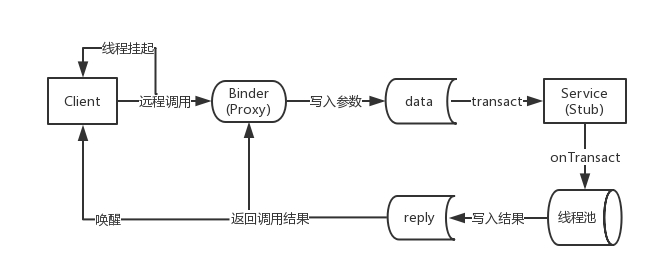 线程挂起
Client
远程调用
Binder
(Proxy)
写入参数
data
transact
Service
(Stub)
onTransact
唤醒
返回调用结果
reply
写入结果
线程池